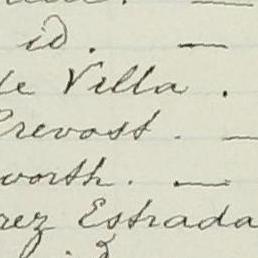 id. —
de Villa.
Prevost. —
worth. —
rez Estrada